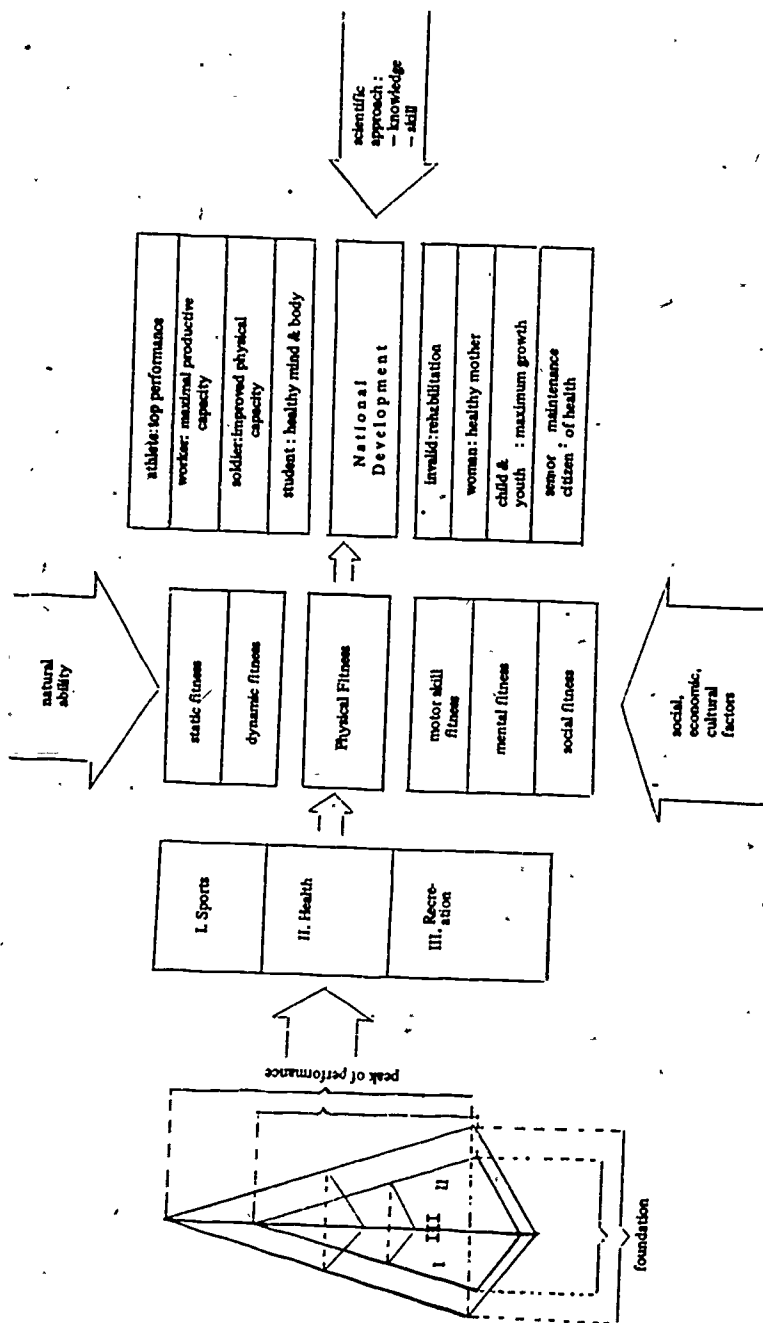 peak of performance
I
III
II
foundation
I. Sports
II. Health
III. Recre-
ation
natural
ability
static fitness
dynamic fitness
Physical Fitness
motor skill
fitness
mental fitness
social fitness
social,
economic,
cultural
factors
athlete:top performance
worker: maximal productive
capacity
soldier:improved physical
capacity
student : healthy mind & body
National
Development
invalid:rehabilitation
woman: healthy mother
child &
youth : maximum growth
senior maintenance
citizen : of health
scientific
approach :
– knowledge
– skill